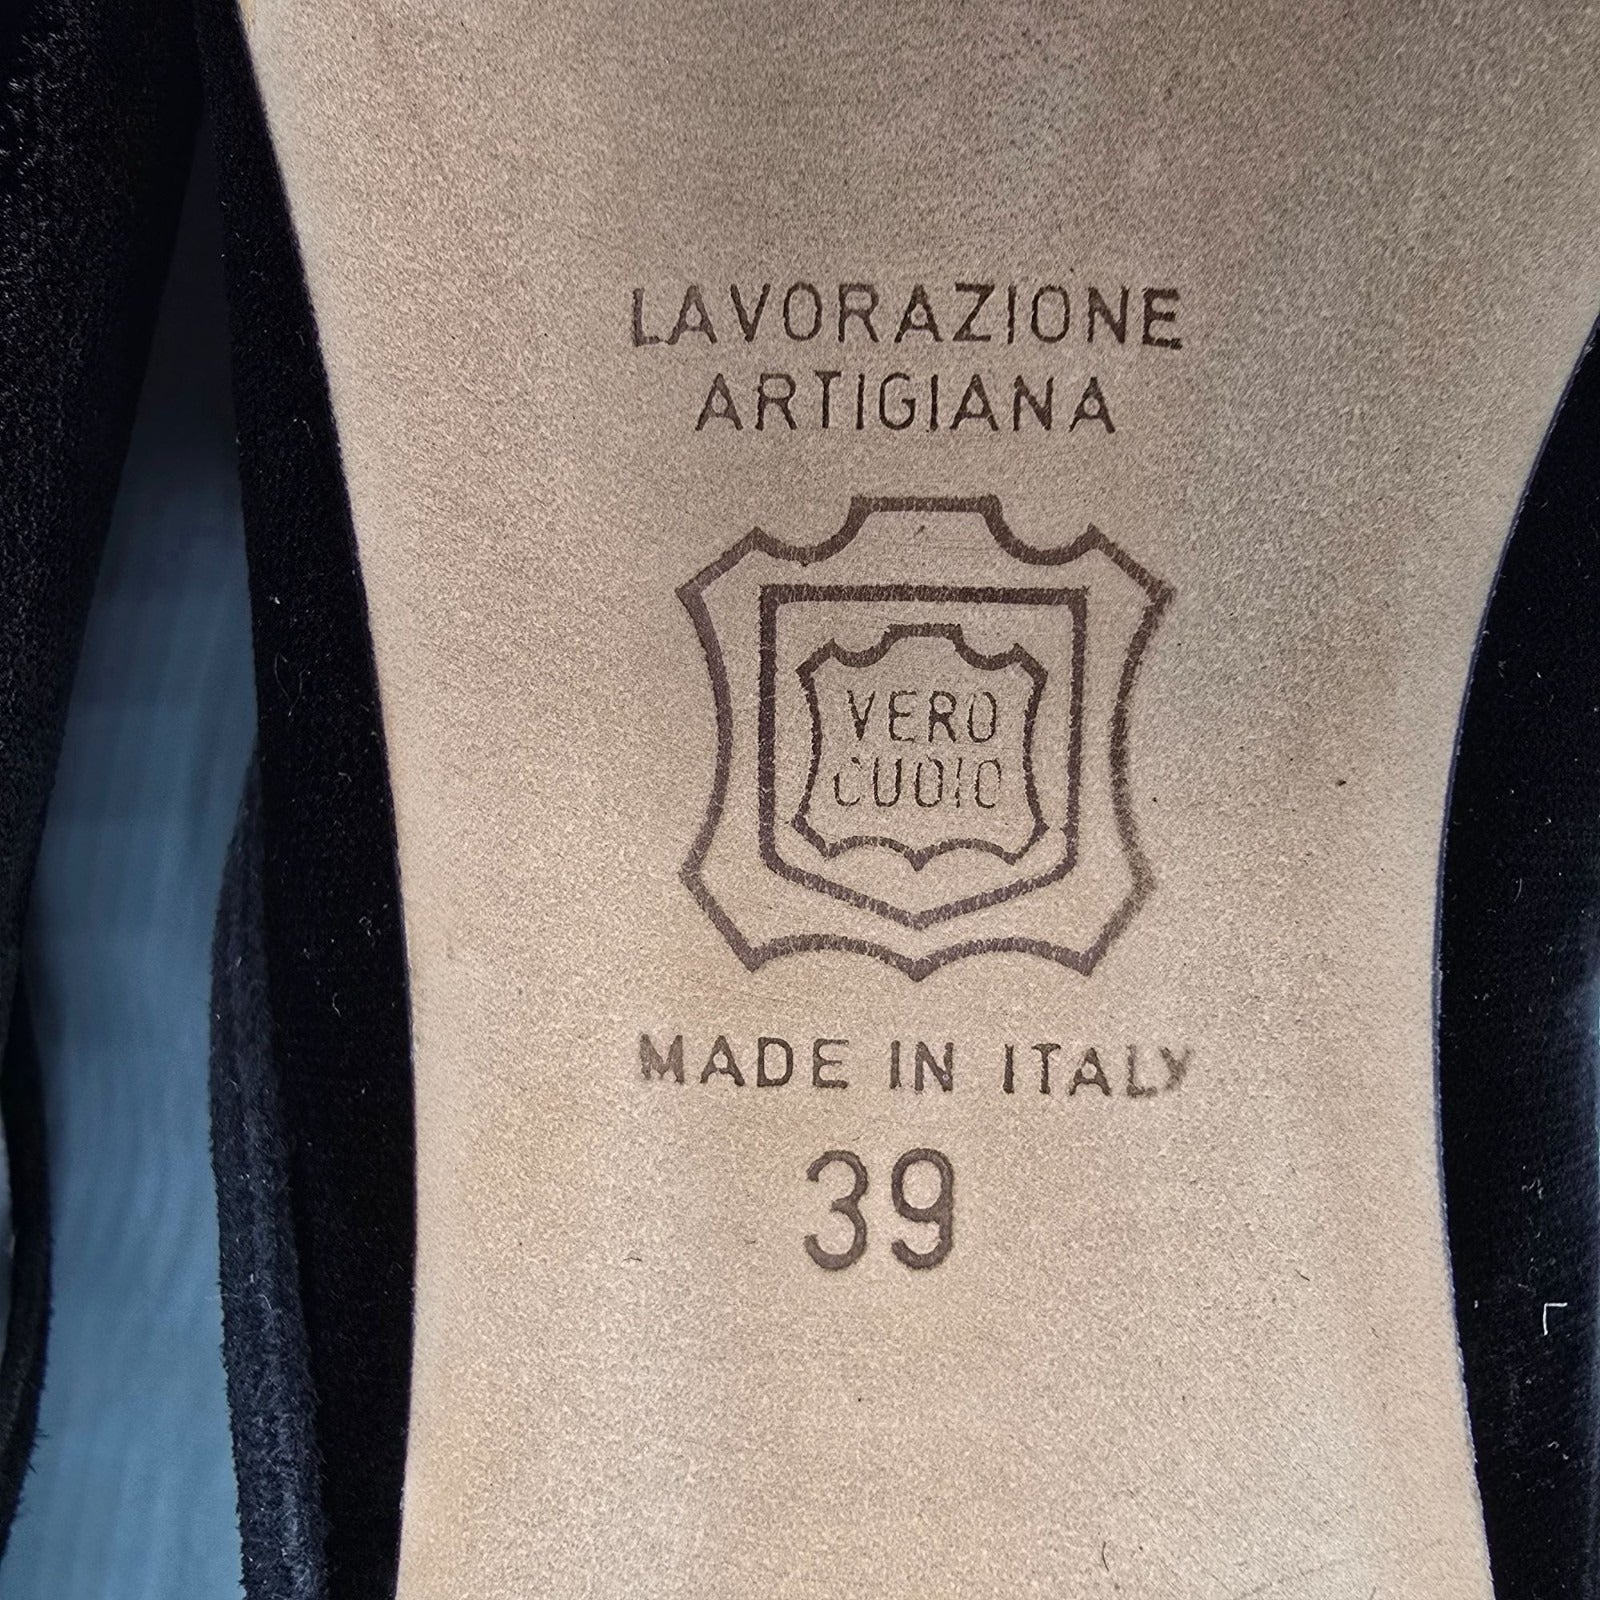 LAVORAZIONE
ARTIGIANA
VERO
CUOIO
MADE IN ITALY
39